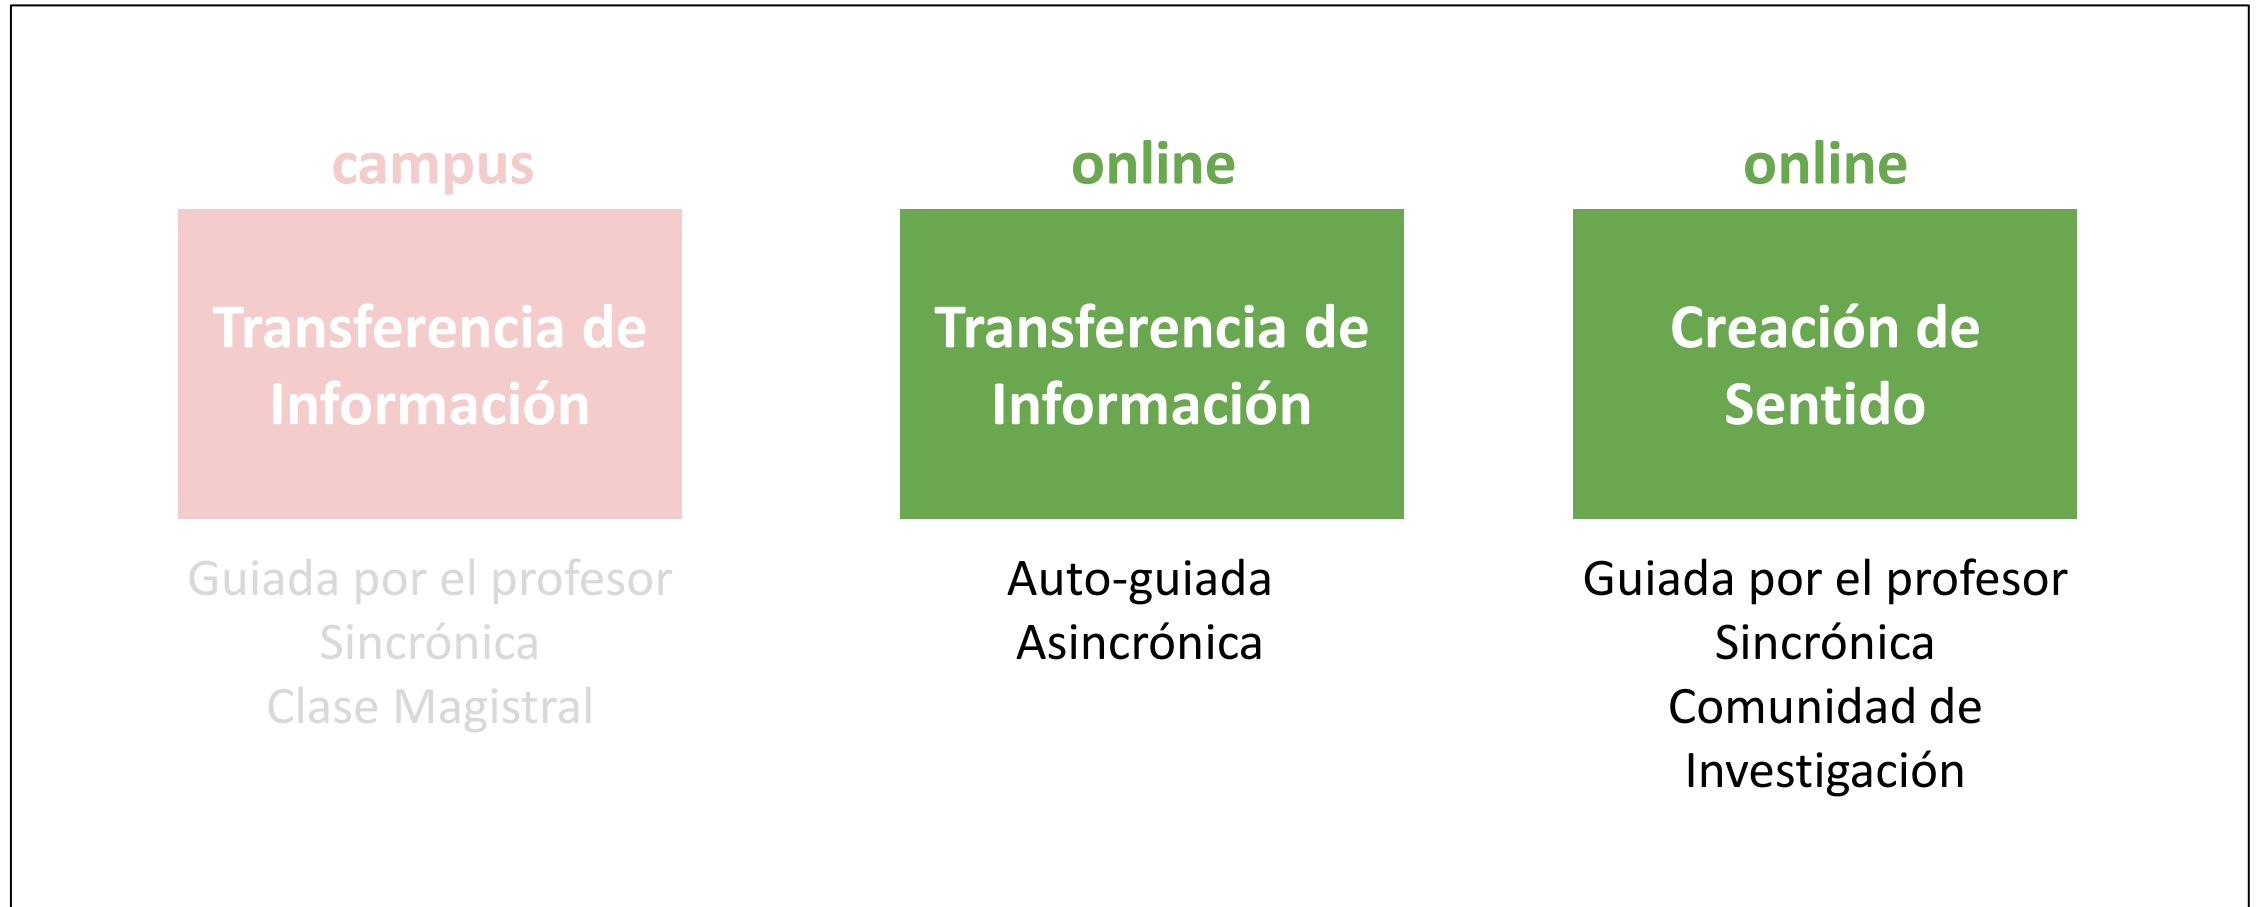 campus
Transferencia de
Información
Guiada por el profesor
Sincrónica
Clase Magistral
online
Transferencia de
Información
Auto-guiada
Asincrónica
online
Creación de
Sentido
Guiada por el profesor
Sincrónica
Comunidad de
Investigación